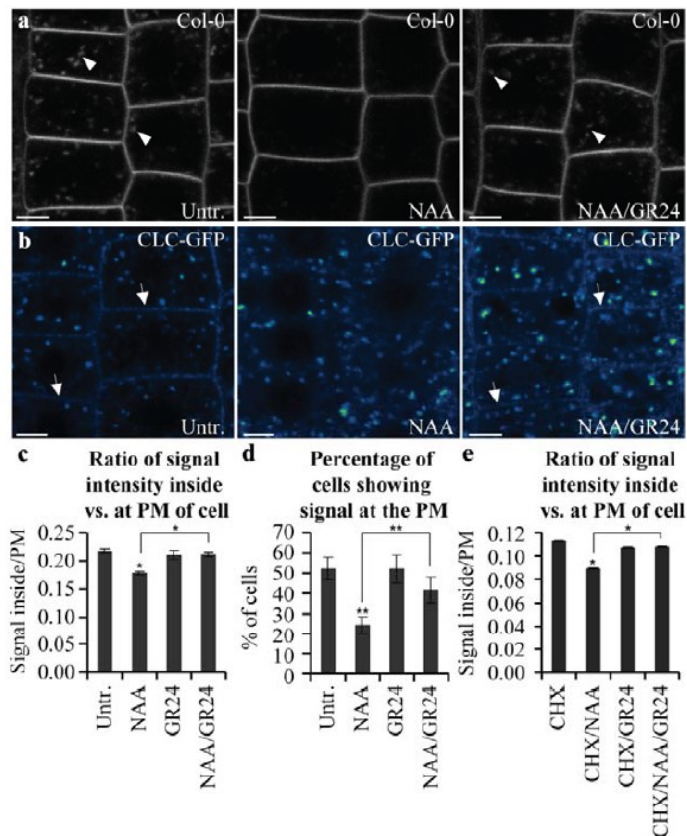 a Col-0 Col-0 Col-0
Untr. NAA NAA/GR24
b CLC-GFP CLC-GFP CLC-GFP
Untr. NAA NAA/GR24
c Ratio of signal
intensity inside
vs. at PM of cell
Signal inside/PM
0.25
0.20
0.15
0.10
0.05
0.00
*
*
Untr.
NAA
GR24
NAA/GR24
d Percentage of
cells showing
signal at the PM
% of cells
70
60
50
40
30
20
10
0
**
**
Untr.
NAA
GR24
NAA/GR24
e Ratio of signal
intensity inside
vs. at PM of cell
Signal inside/PM
0.12
0.10
0.08
0.06
0.04
0.02
0.00
*
*
CHX
CHX/NAA
CHX/GR24
CHX/NAA/GR24